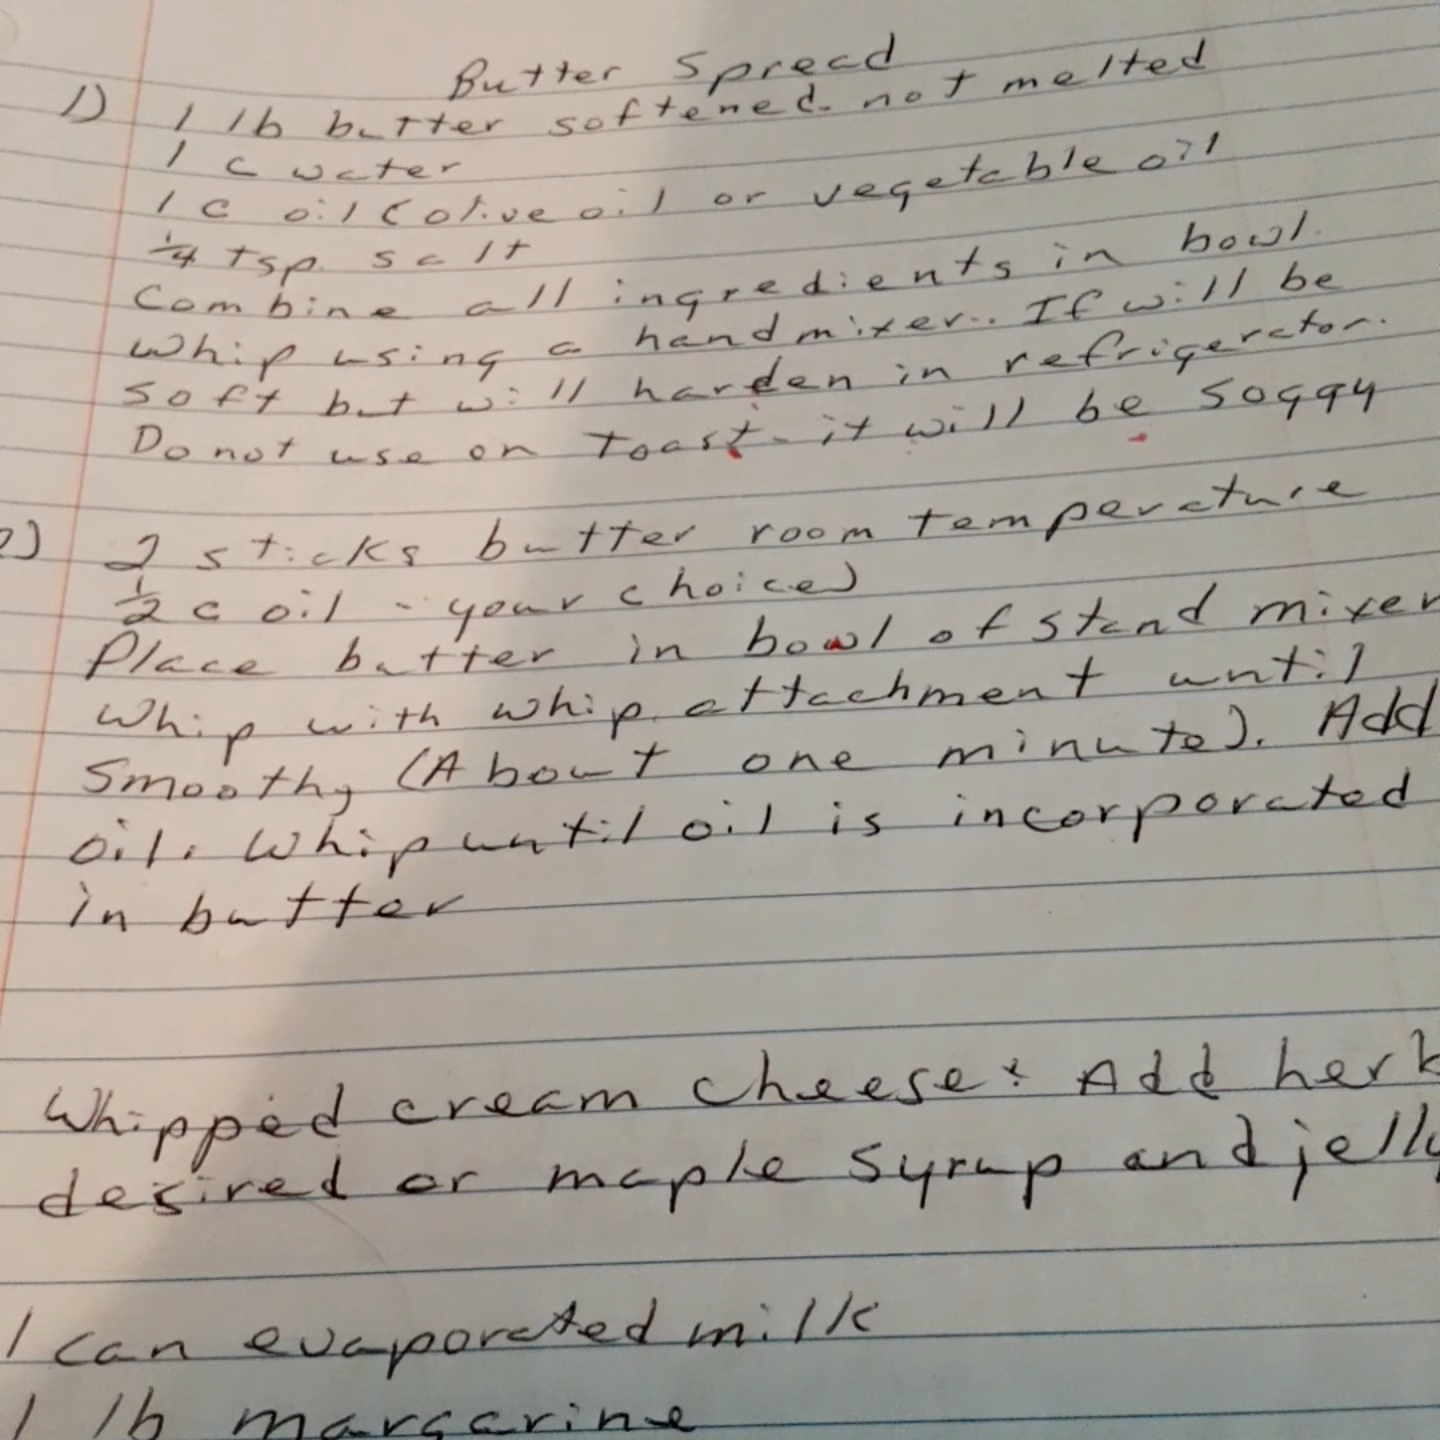 Butter Spread
1) 1 lb butter softened. not melted
1 c water
1 c oil (olive oil or vegetable oil
1/4 tsp. salt
Combine all ingredients in bowl.
Whip using a hand mixer.. If will be
soft but will harden in refrigerator.
Do not use on Toast - it will be soggy
2) 2 sticks butter room temperature
1/2 c oil - your choice)
Place butter in bowl of stand mixer
Whip with whip attachment until
smoothy (About one minute). Add
oil. Whip until oil is incorporated
in butter
Whipped cream cheese: Add herb
desired or maple syrup and jelly
1 can evaporated milk
1 lb margarine